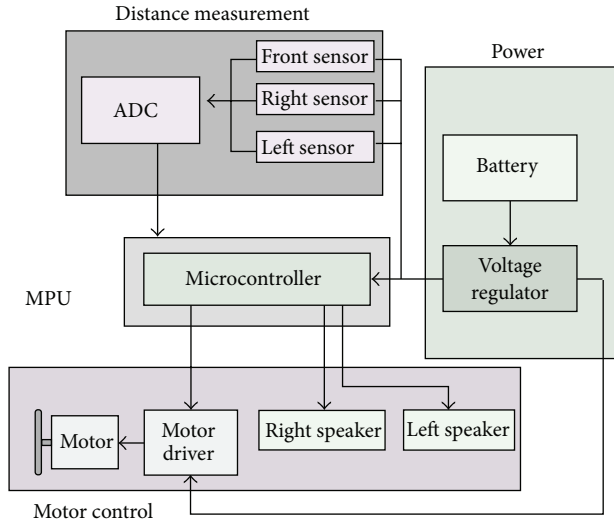 Distance measurement
Front sensor
Right sensor
Left sensor
ADC
Power
Battery
Voltage
regulator
Microcontroller
MPU
Motor
Motor
driver
Right speaker
Left speaker
Motor control